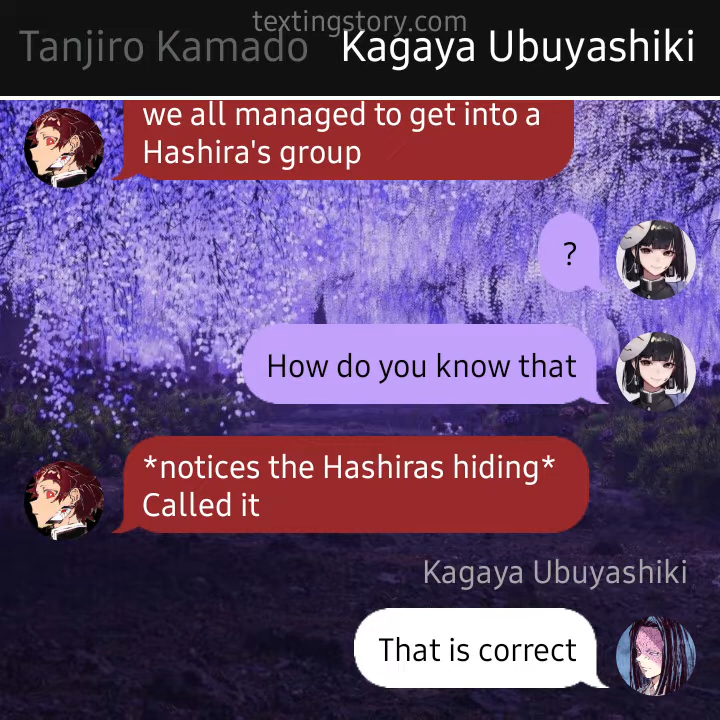 textingstory.com
Tanjiro Kamado Kagaya Ubuyashiki
we all managed to get into a
Hashira's group
?
How do you know that
*notices the Hashiras hiding*
Called it
Kagaya Ubuyashiki
That is correct